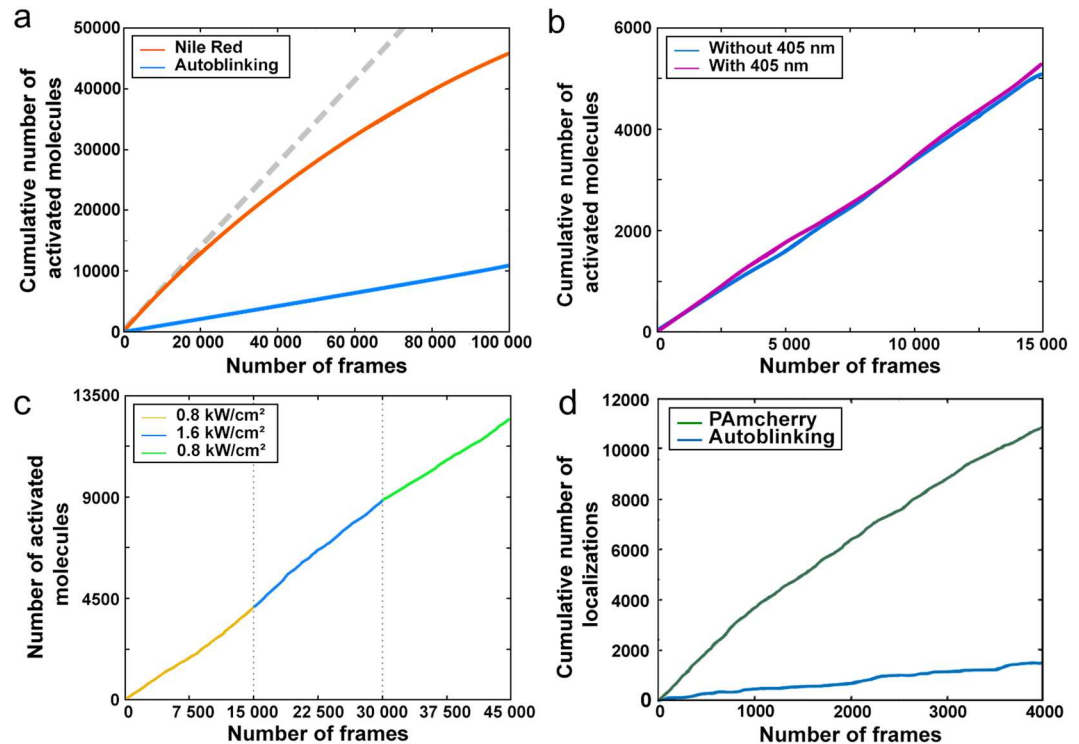 a
50000
40000
30000
20000
10000
0
Cumulative number of
activated molecules
Nile Red
Autoblinking
0
20 000
40 000
60 000
80 000
100 000
Number of frames
b
6000
4000
2000
0
Cumulative number of
activated molecules
Without 405 nm
With 405 nm
0
5 000
10 000
15 000
Number of frames
c
13500
9000
4500
0
Number of activated
molecules
0.8 kW/cm²
1.6 kW/cm²
0.8 kW/cm²
0
7 500
15 000
22 500
30 000
37 500
45 000
Number of frames
d
12000
10000
8000
6000
4000
2000
0
Cumulative number of
localizations
PAmcherry
Autoblinking
0
1000
2000
3000
4000
Number of frames